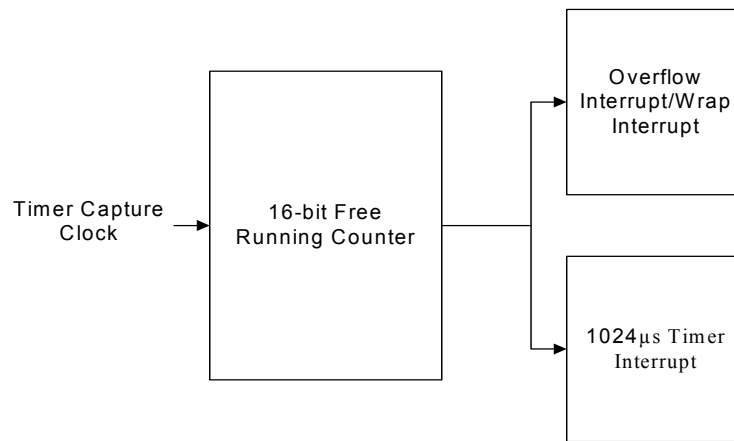 Timer Capture
Clock
16-bit Free
Running Counter
Overflow
Interrupt/Wrap
Interrupt
1024µs Timer
Interrupt